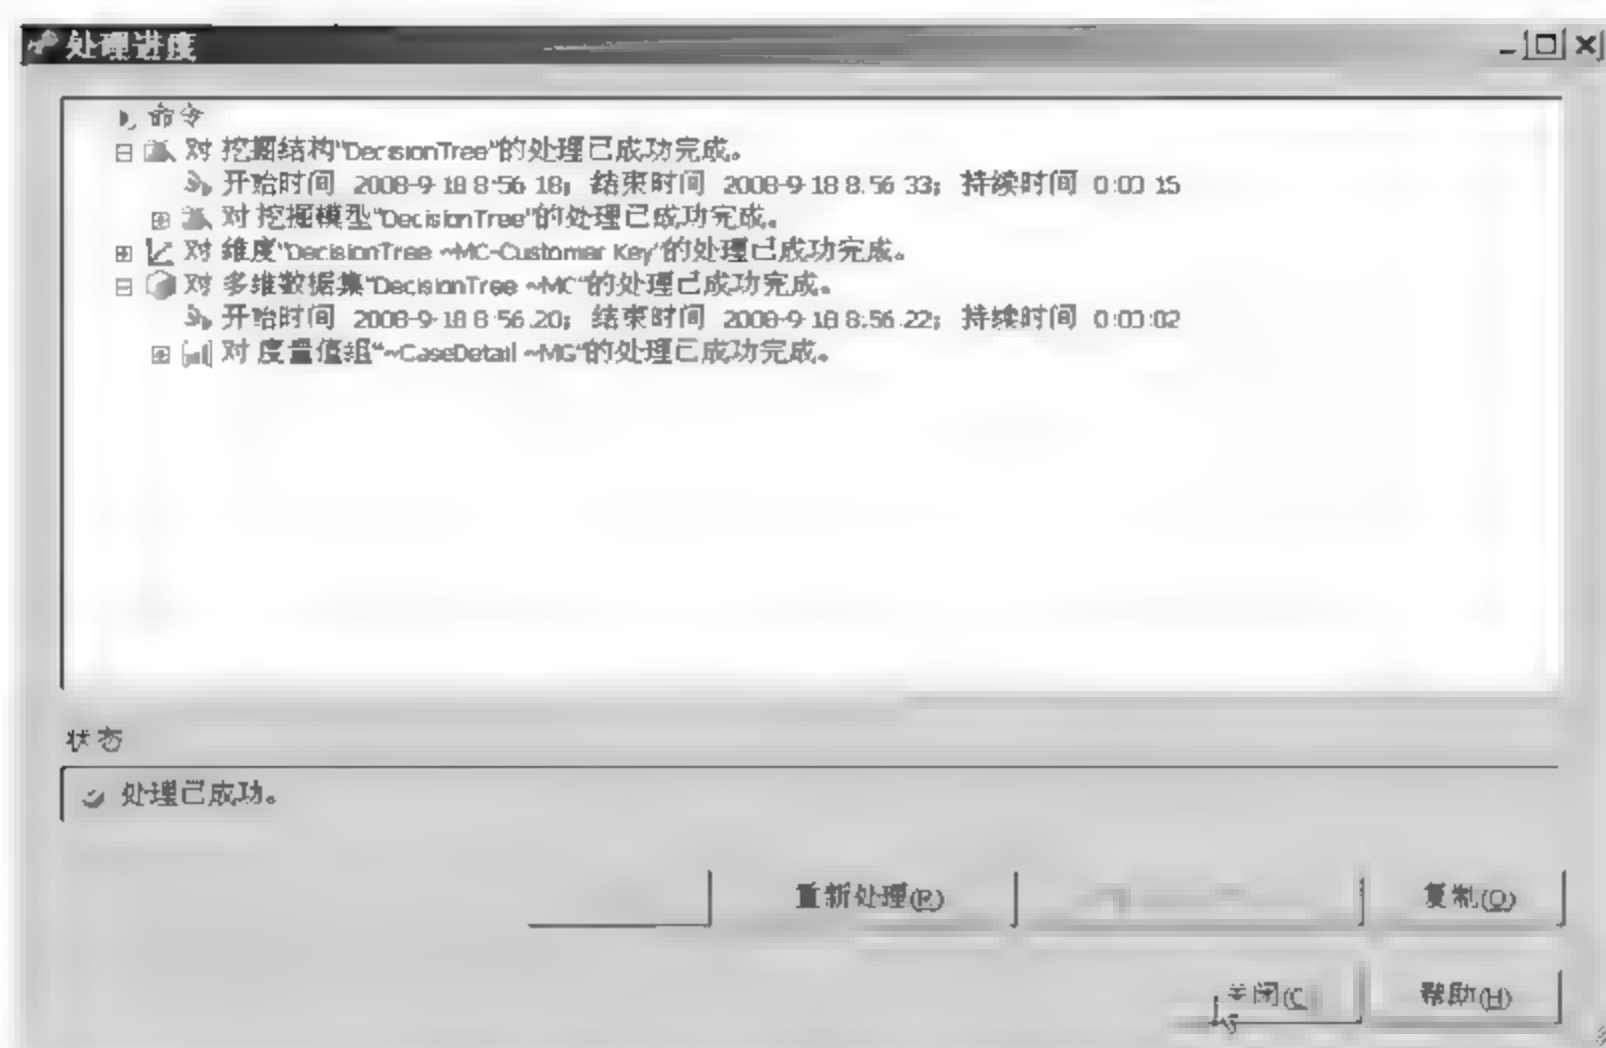 处理进度
命令
对 挖掘结构"DecisionTree"的处理已成功完成。
开始时间 2008-9-18 8:56:18; 结束时间 2008-9-18 8:56:33; 持续时间 0:00:15
对 挖掘模型"DecisionTree"的处理已成功完成。
对 维度"DecisionTree ~MC-Customer Key"的处理已成功完成。
对 多维数据集"DecisionTree ~MC"的处理已成功完成。
开始时间 2008-9-18 8:56:20; 结束时间 2008-9-18 8:56:22; 持续时间 0:00:02
对 度量值组"~CaseDetail ~MG"的处理已成功完成。
状态
处理已成功。
重新处理(R)
复制(O)
关闭(C)
帮助(H)